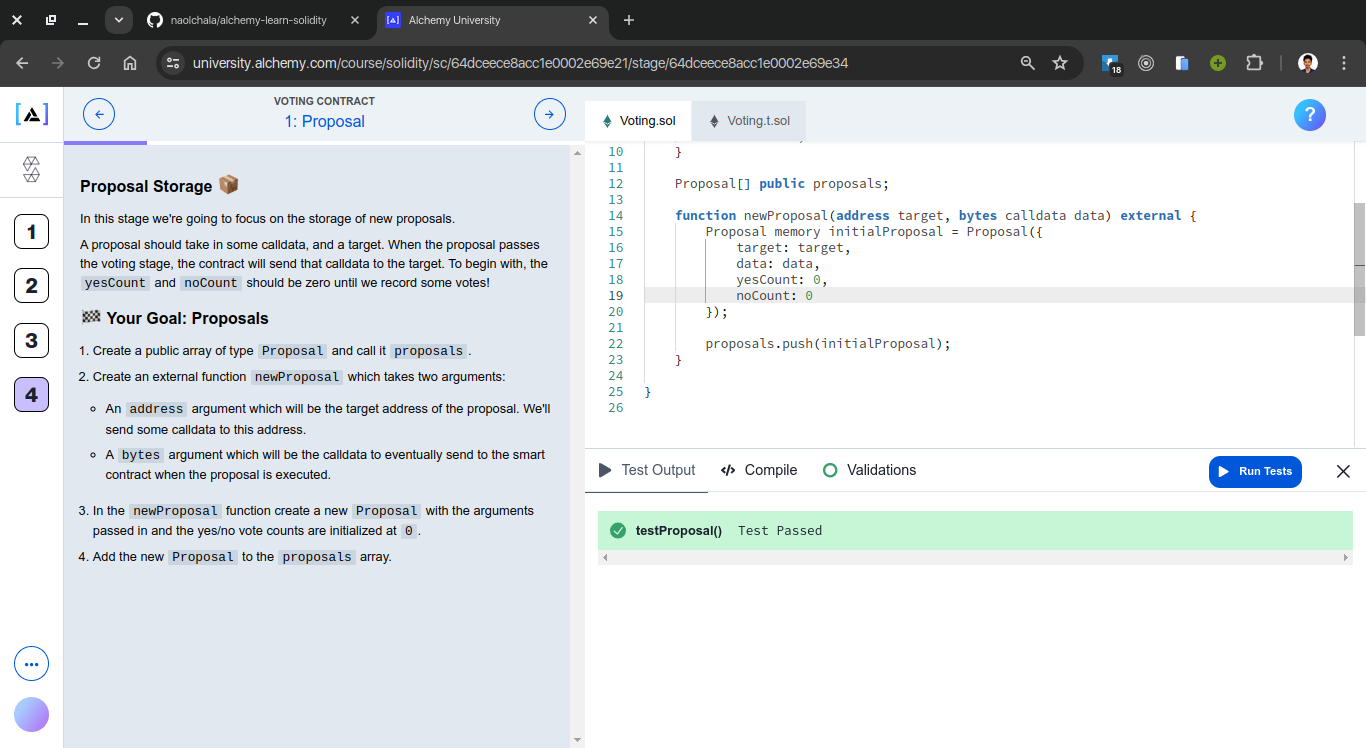 naolchala/alchemy-learn-solidity
Alchemy University
university.alchemy.com/course/solidity/sc/64dceece8acc1e0002e69e21/stage/64dceece8acc1e0002e69e34
18
VOTING CONTRACT
1: Proposal
1
2
3
4
Proposal Storage 📦
In this stage we're going to focus on the storage of new proposals.
A proposal should take in some calldata, and a target. When the proposal passes
the voting stage, the contract will send that calldata to the target. To begin with, the
yesCount and noCount should be zero until we record some votes!
🏁 Your Goal: Proposals
1. Create a public array of type Proposal and call it proposals.
2. Create an external function newProposal which takes two arguments:
An address argument which will be the target address of the proposal. We'll
send some calldata to this address.
A bytes argument which will be the calldata to eventually send to the smart
contract when the proposal is executed.
3. In the newProposal function create a new Proposal with the arguments
passed in and the yes/no vote counts are initialized at 0.
4. Add the new Proposal to the proposals array.
Voting.sol
Voting.t.sol
?
10 }
11
12 Proposal[] public proposals;
13
14 function newProposal(address target, bytes calldata data) external {
15 Proposal memory initialProposal = Proposal({
16 target: target,
17 data: data,
18 yesCount: 0,
19 noCount: 0
20 });
21
22 proposals.push(initialProposal);
23 }
24
25 }
26
Test Output
Compile
Validations
Run Tests
testProposal() Test Passed